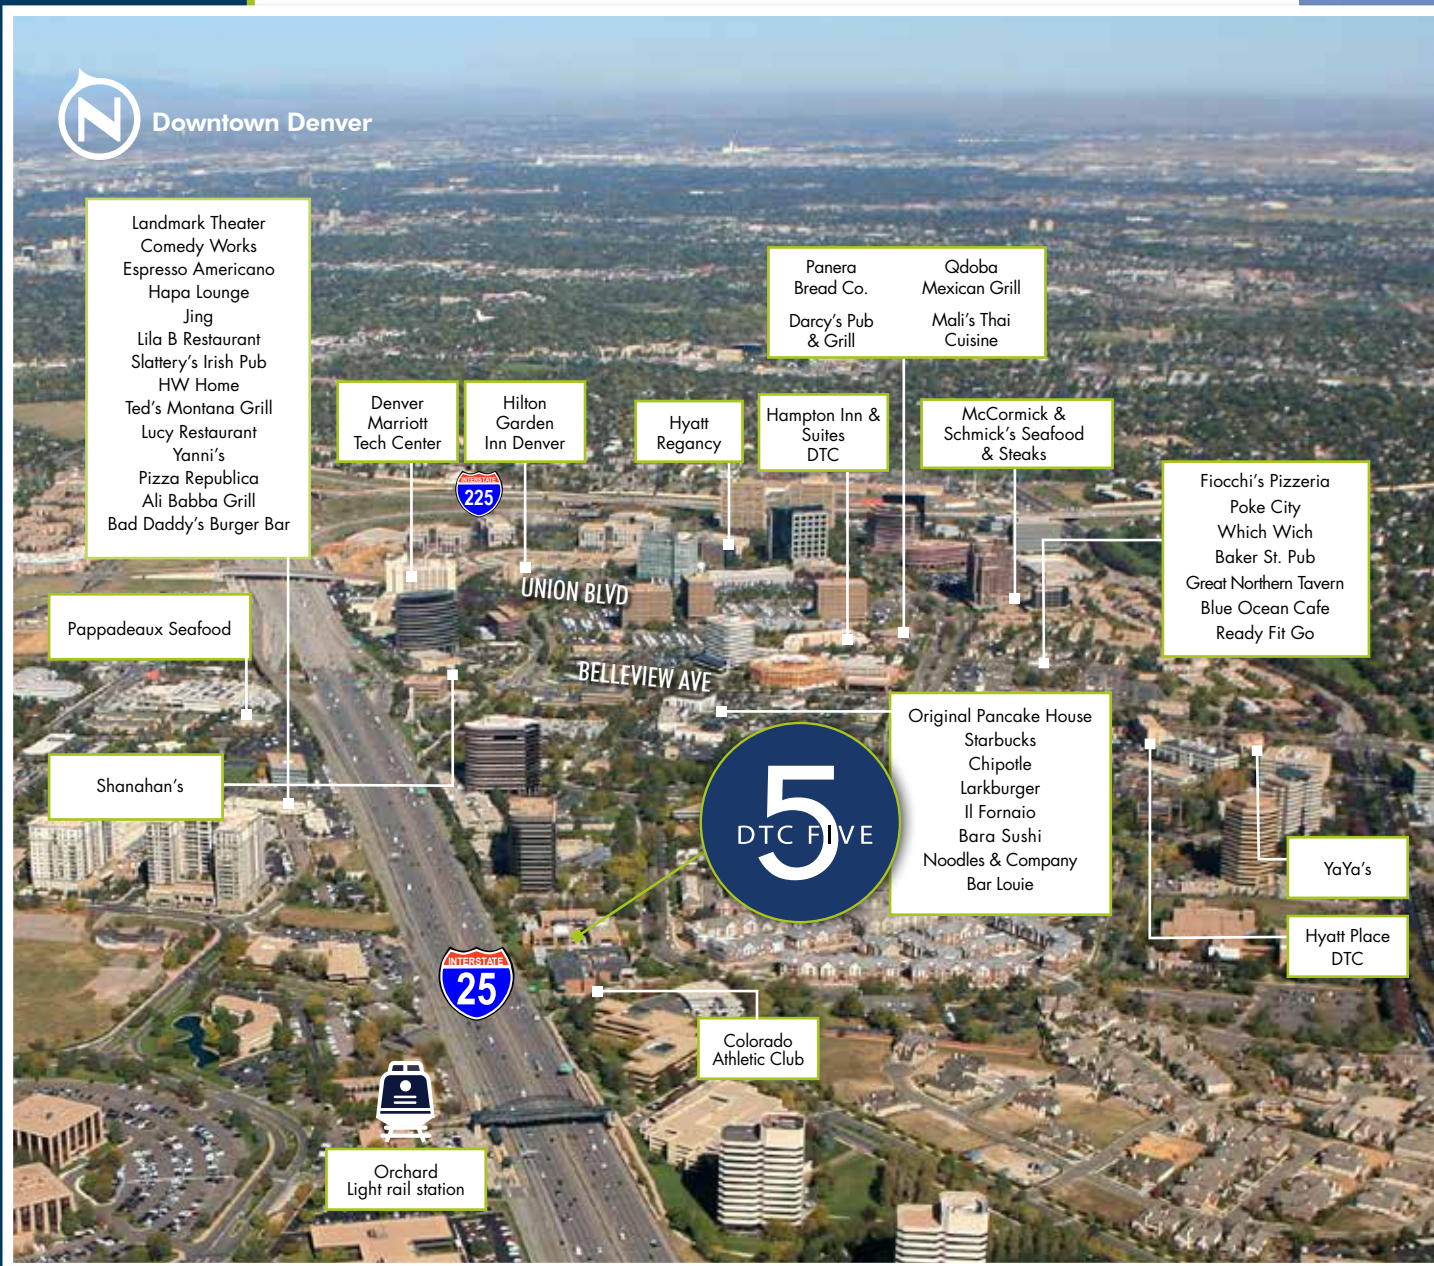 N Downtown Denver
Landmark Theater
Comedy Works
Espresso Americano
Hapa Lounge
Jing
Lila B Restaurant
Slattery's Irish Pub
HW Home
Ted's Montana Grill
Lucy Restaurant
Yanni's
Pizza Republica
Ali Babba Grill
Bad Daddy's Burger Bar
Panera
Bread Co.
Darcy's Pub
& Grill
Qdoba
Mexican Grill
Mali's Thai
Cuisine
Denver
Marriott
Tech Center
Hilton
Garden
Inn Denver
Hyatt
Regancy
Hampton Inn &
Suites
DTC
McCormick &
Schmick's Seafood
& Steaks
INTERSTATE
225
Fiocchi's Pizzeria
Poke City
Which Wich
Baker St. Pub
Great Northern Tavern
Blue Ocean Cafe
Ready Fit Go
UNION BLVD
Pappadeaux Seafood
BELLEVIEW AVE
Shanahan's
Original Pancake House
Starbucks
Chipotle
Larkburger
Il Fornaio
Bara Sushi
Noodles & Company
Bar Louie
5
DTC FIVE
YaYa's
Hyatt Place
DTC
INTERSTATE
25
Colorado
Athletic Club
Orchard
Light rail station